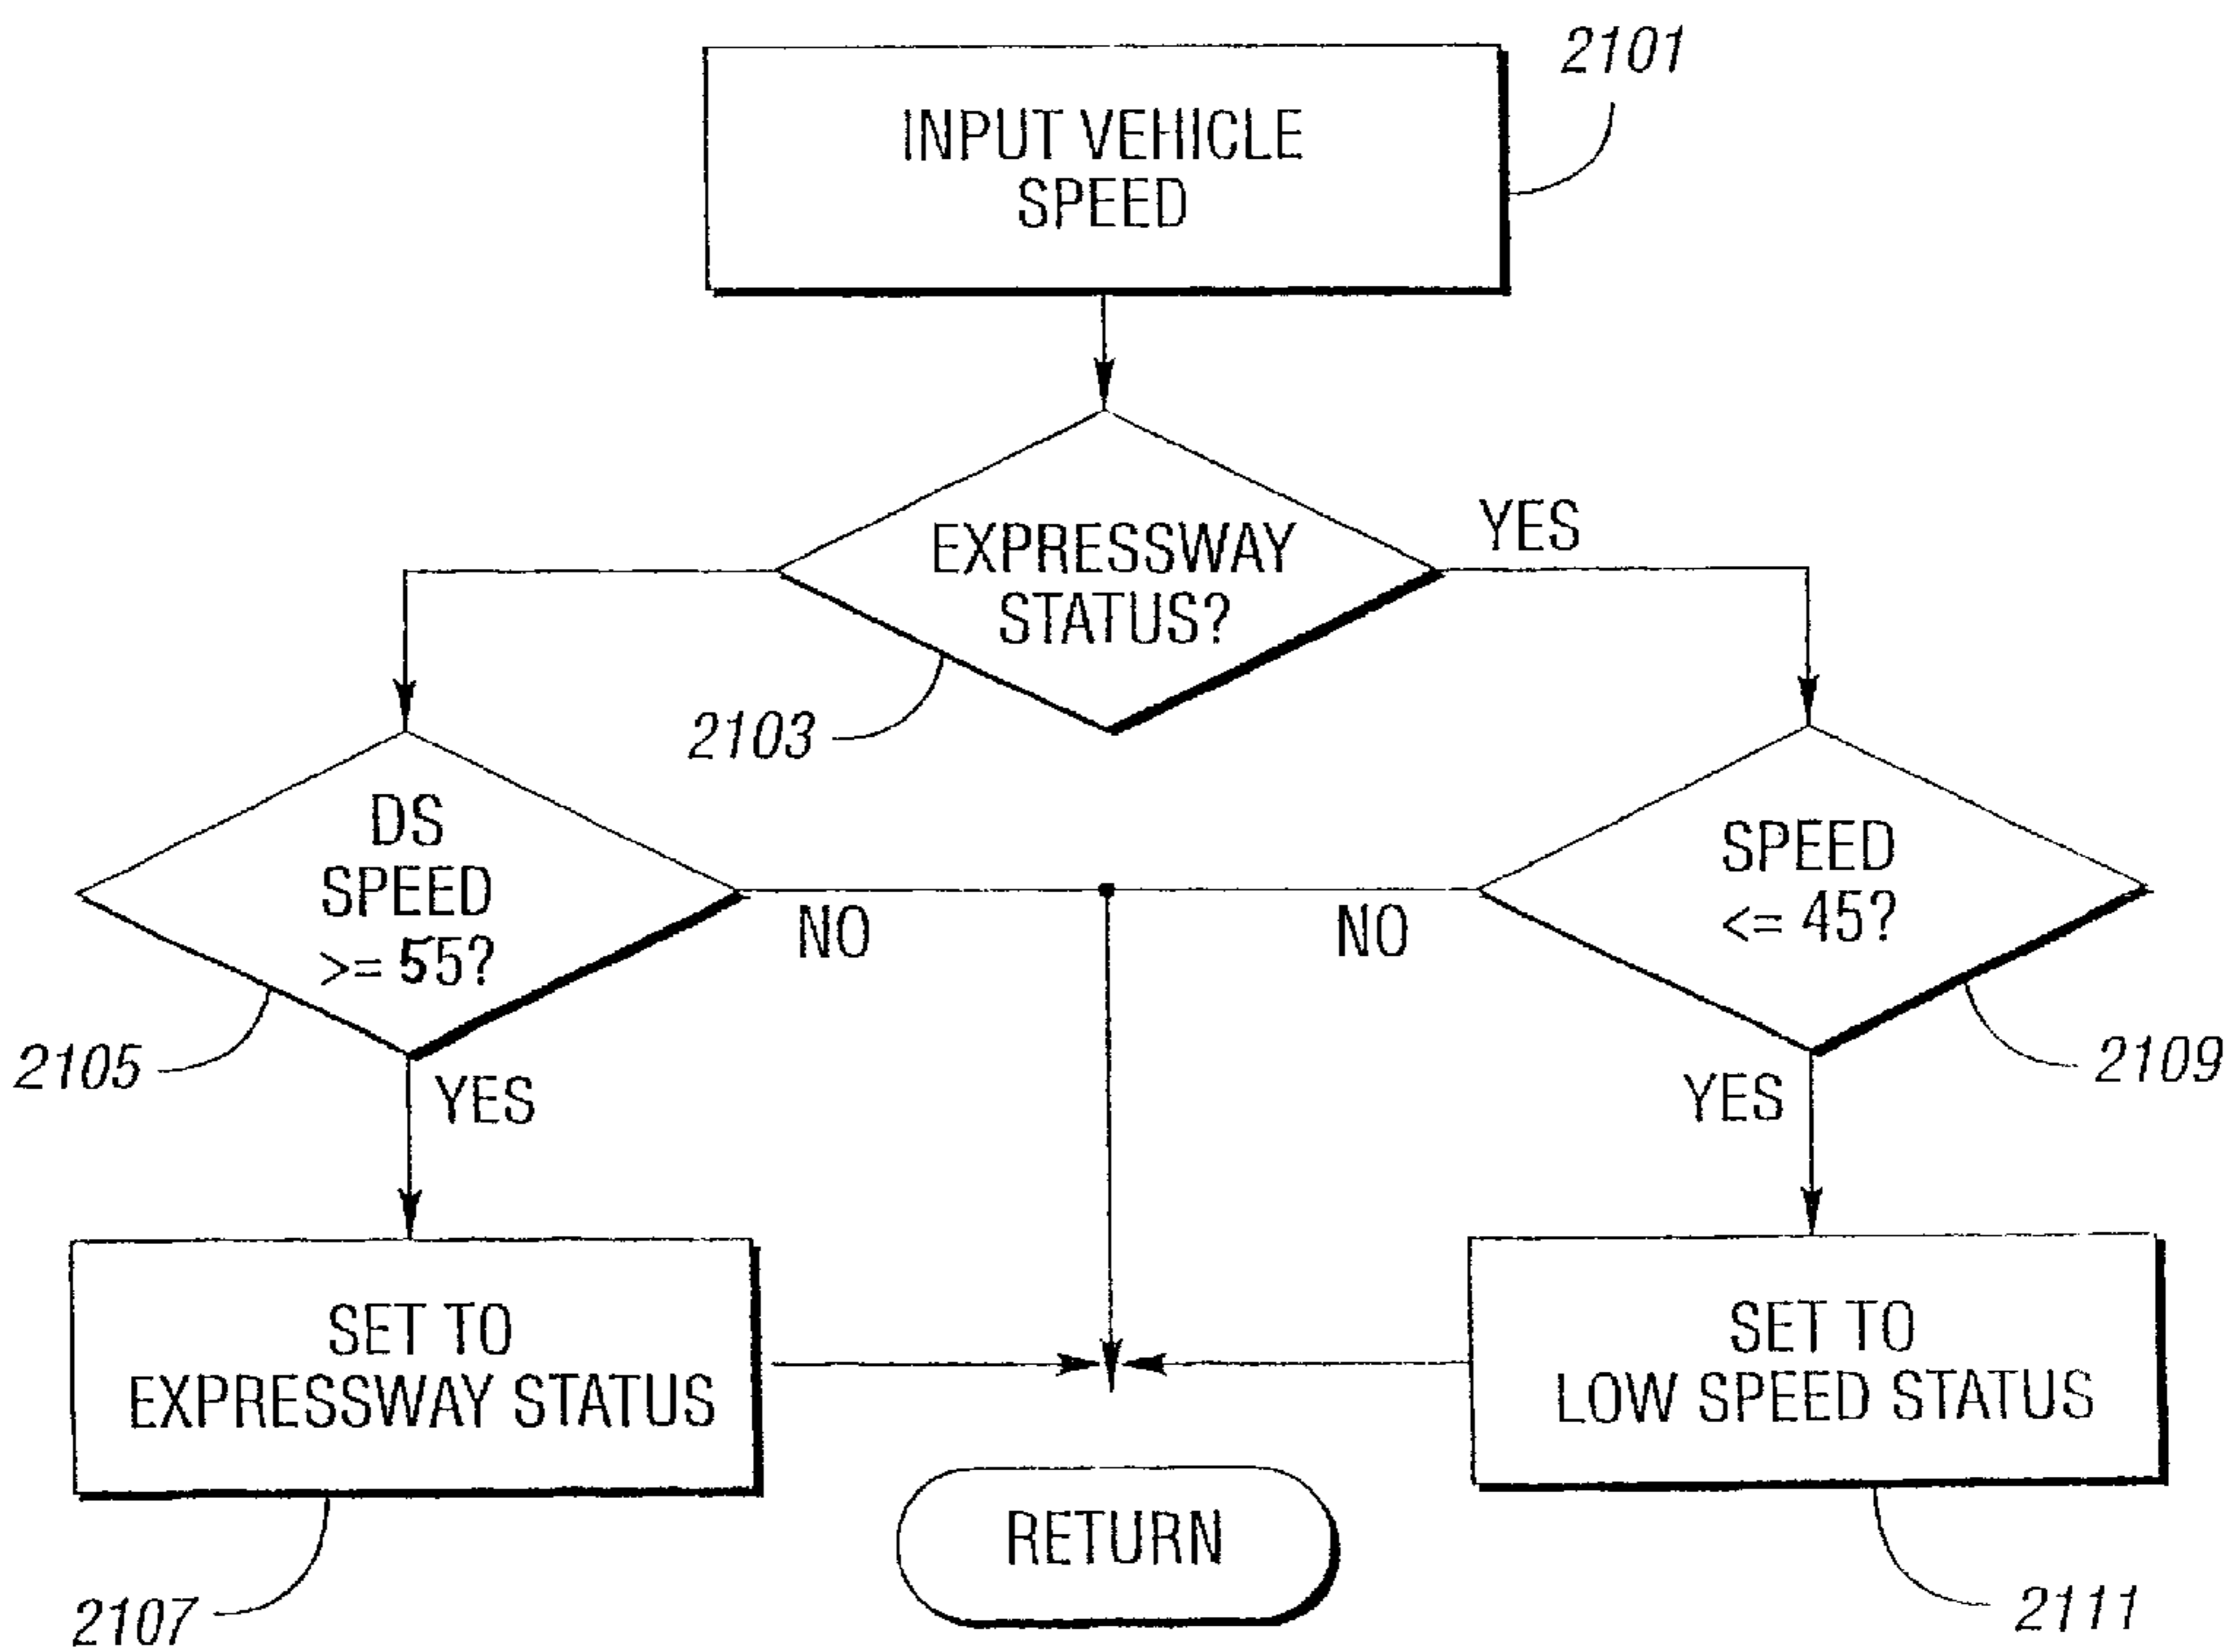 2101
INPUT VEHICLE
SPEED
YES
EXPRESSWAY
STATUS?
2103
DS
SPEED
>= 55?
SPEED
<= 45?
NO
NO
2105
2109
YES
YES
SET TO
EXPRESSWAY STATUS
SET TO
LOW SPEED STATUS
RETURN
2107
2111